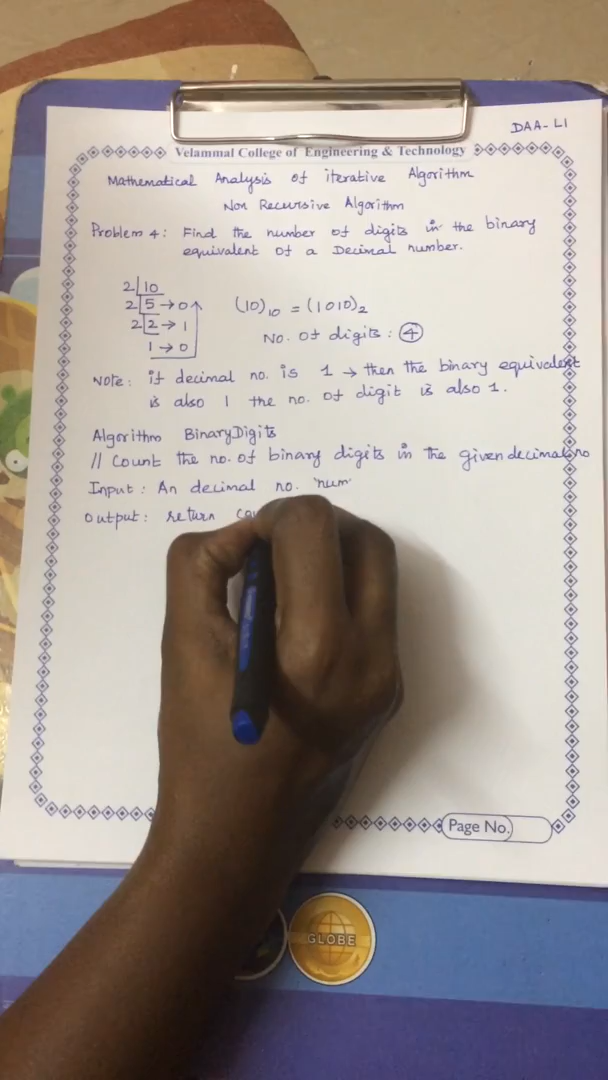 DAA-L1
Velammal College of Engineering & Technology
Mathematical Analysis of iterative Algorithm
Non Recursive Algorithm
Problem 4: Find the number of digits in the binary
equivalent of a Decimal number.
2|10
2|5→0
2|2→1
1→0
(10)10 = (1010)2
No. of digits: 4
Note: if decimal no. is 1 → then the binary equivalent
is also 1 the no. of digit is also 1.
Algorithm BinaryDigits
// Count the no. of binary digits in the given decimal no
Input: An decimal no. 'num'
Output: return
Page No.
GLOBE